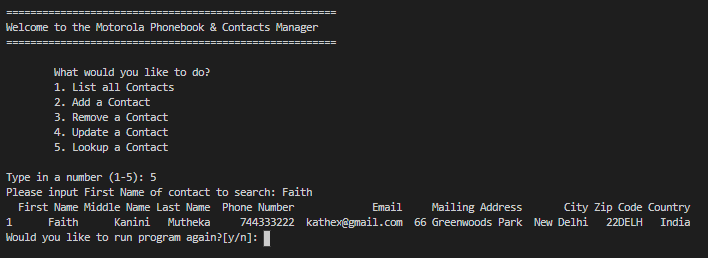 =======================================================
Welcome to the Motorola Phonebook & Contacts Manager
=======================================================
What would you like to do?
1. List all Contacts
2. Add a Contact
3. Remove a Contact
4. Update a Contact
5. Lookup a Contact
Type in a number (1-5): 5
Please input First Name of contact to search: Faith
First Name Middle Name Last Name Phone Number Email Mailing Address City Zip Code Country
1 Faith Kanini Mutheka 744333222 kathex@gmail.com 66 Greenwoods Park New Delhi 22DELH India
Would you like to run program again?[y/n]: